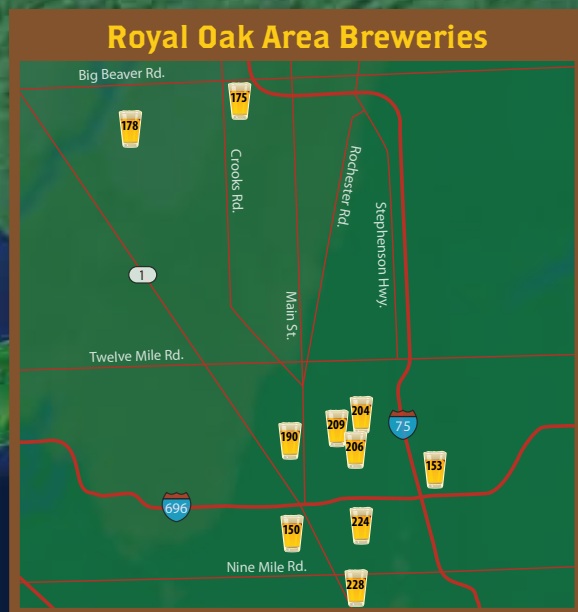 Royal Oak Area Breweries
Big Beaver Rd.
175
178
Crooks Rd.
Rochester Rd.
Stephenson Hwy.
1
Main St.
Twelve Mile Rd.
204
209
75
190
206
153
696
150
224
Nine Mile Rd.
228